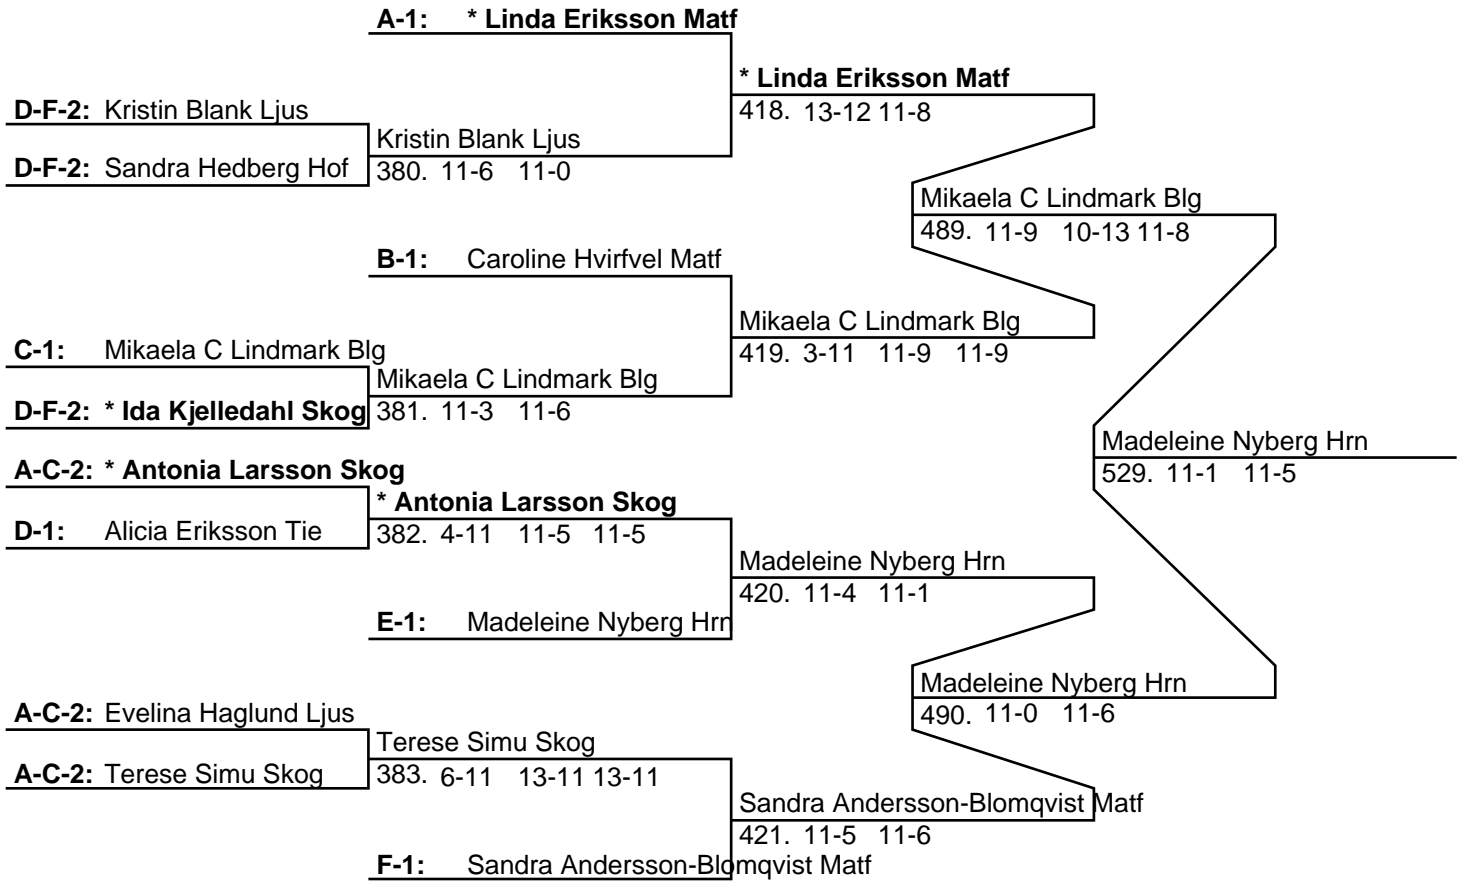 A-1: * Linda Eriksson Matf
* Linda Eriksson Matf
D-F-2: Kristin Blank Ljus
418. 13-12 11-8
Kristin Blank Ljus
D-F-2: Sandra Hedberg Hof
380. 11-6 11-0
Mikaela C Lindmark Blg
489. 11-9 10-13 11-8
B-1: Caroline Hvirfvel Matf
Mikaela C Lindmark Blg
C-1: Mikaela C Lindmark Blg
419. 3-11 11-9 11-9
Mikaela C Lindmark Blg
D-F-2: * Ida Kjelledahl Skog
381. 11-3 11-6
Madeleine Nyberg Hrn
529. 11-1 11-5
A-C-2: * Antonia Larsson Skog
* Antonia Larsson Skog
D-1: Alicia Eriksson Tie
382. 4-11 11-5 11-5
Madeleine Nyberg Hrn
420. 11-4 11-1
E-1: Madeleine Nyberg Hrn
Madeleine Nyberg Hrn
490. 11-0 11-6
A-C-2: Evelina Haglund Ljus
Terese Simu Skog
A-C-2: Terese Simu Skog
383. 6-11 13-11 13-11
Sandra Andersson-Blomqvist Matf
421. 11-5 11-6
F-1: Sandra Andersson-Blomqvist Matf